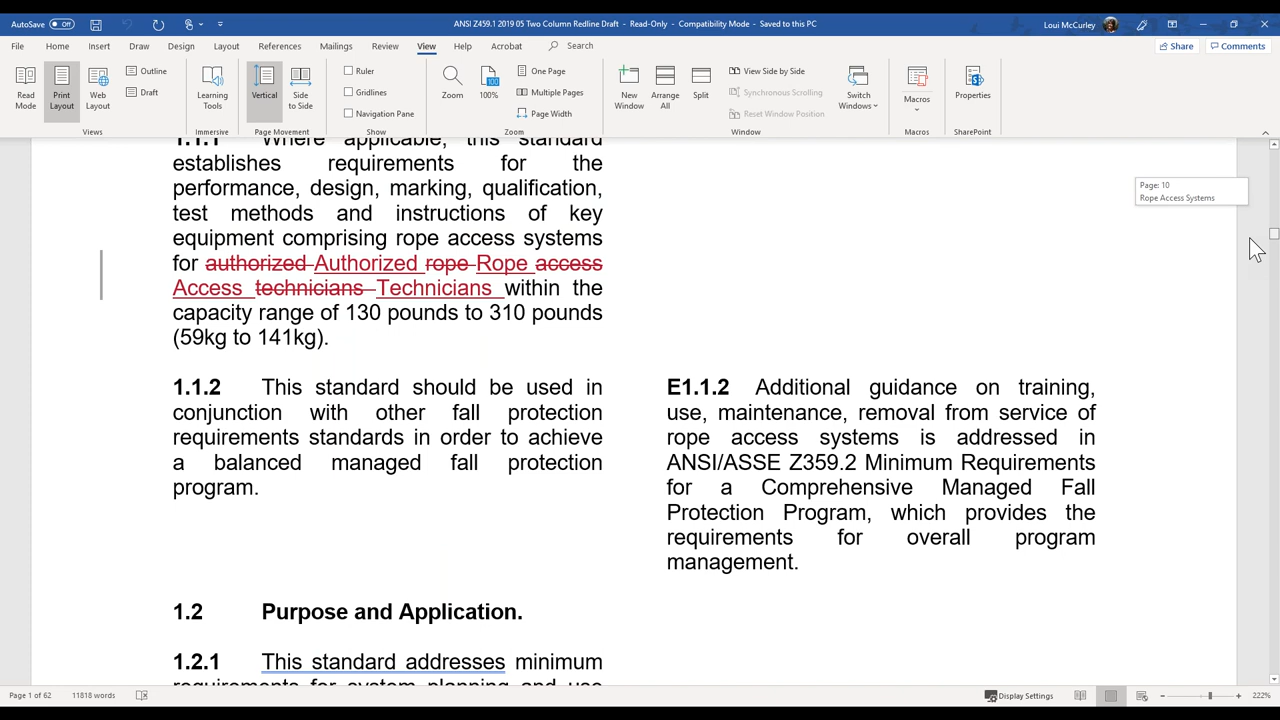 AutoSave Off
ANSI Z459.1 2019 05 Two Column Redline Draft - Read-Only - Compatibility Mode - Saved to this PC
Loui McCurley
File Home Insert Draw Design Layout References Mailings Review View Help Acrobat Search
Share Comments
Read Mode
Print Layout
Web Layout
Outline
Draft
Views
Learning Tools
Immersive
Vertical
Side to Side
Page Movement
Ruler
Gridlines
Navigation Pane
Show
Zoom
100
100%
One Page
Multiple Pages
Page Width
Zoom
New Window
Arrange All
Split
View Side by Side
Synchronous Scrolling
Reset Window Position
Window
Switch Windows
Macros
Macros
Properties
SharePoint
1.1.1 Where applicable, this standard
establishes requirements for the
performance, design, marking, qualification,
test methods and instructions of key
equipment comprising rope access systems
for authorized Authorized rope Rope access
Access technicians Technicians within the
capacity range of 130 pounds to 310 pounds
(59kg to 141kg).
1.1.2 This standard should be used in
conjunction with other fall protection
requirements standards in order to achieve
a balanced managed fall protection
program.
E1.1.2 Additional guidance on training,
use, maintenance, removal from service of
rope access systems is addressed in
ANSI/ASSE Z359.2 Minimum Requirements
for a Comprehensive Managed Fall
Protection Program, which provides the
requirements for overall program
management.
1.2 Purpose and Application.
1.2.1 This standard addresses minimum
requirements for system planning and use
Page: 10
Rope Access Systems
Page 1 of 62 11818 words
Display Settings
222%